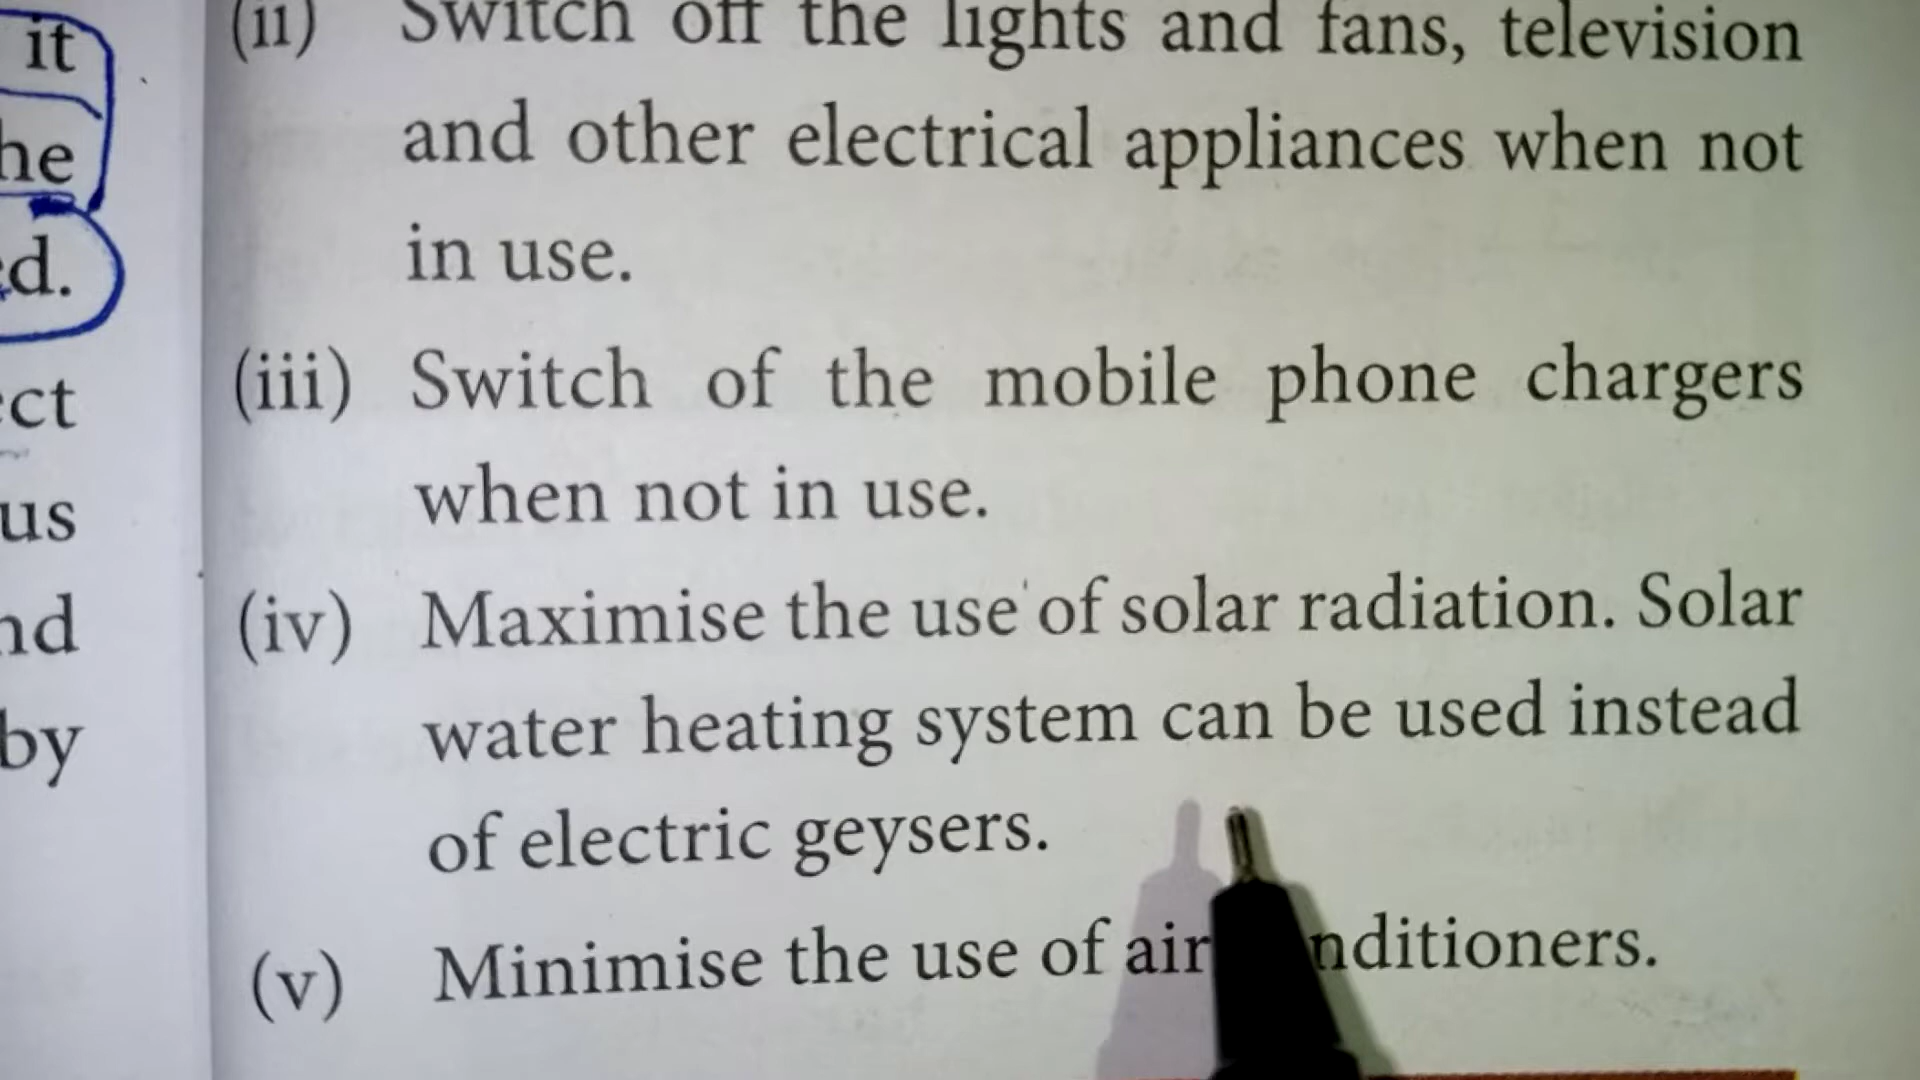 it
he
ed.
ect
us
nd
by
(ii) Switch off the lights and fans, television
and other electrical appliances when not
in use.
(iii) Switch of the mobile phone chargers
when not in use.
(iv) Maximise the use of solar radiation. Solar
water heating system can be used instead
of electric geysers.
(v) Minimise the use of air nditioners.